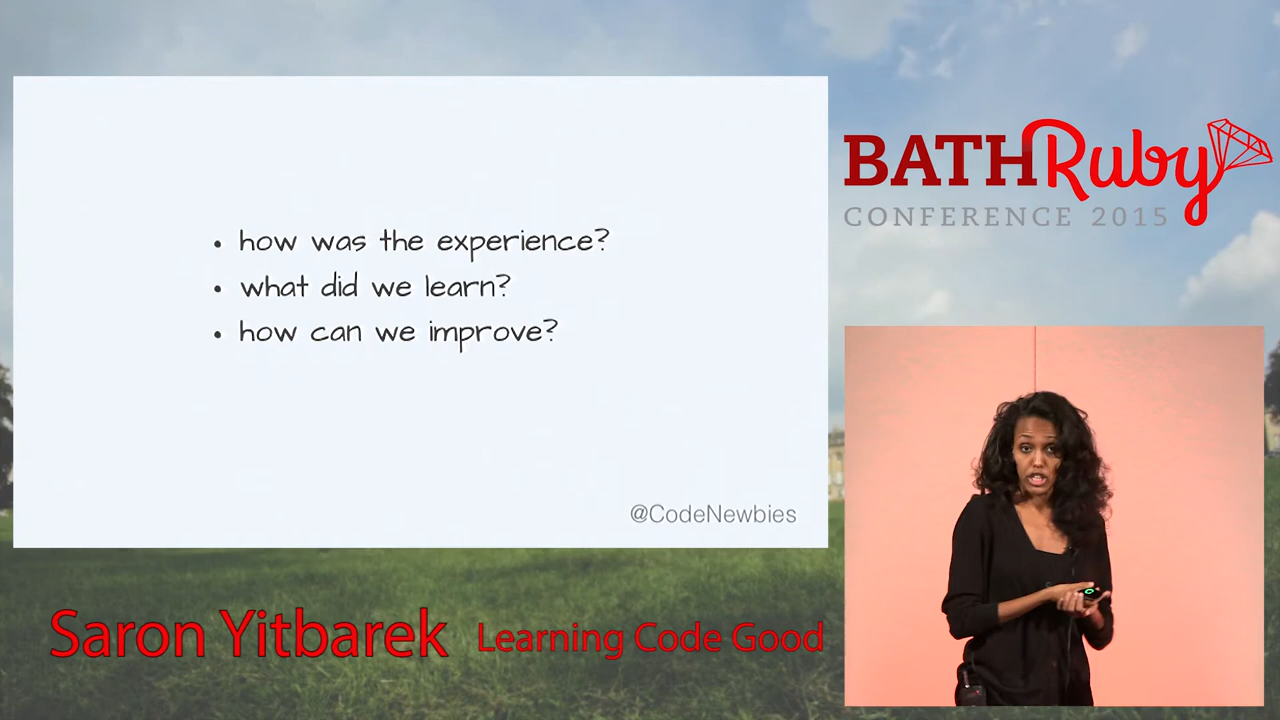 • how was the experience?
• what did we learn?
• how can we improve?
@CodeNewbies
BATHRuby
CONFERENCE 2015
Saron Yitbarek
Learning Code Good